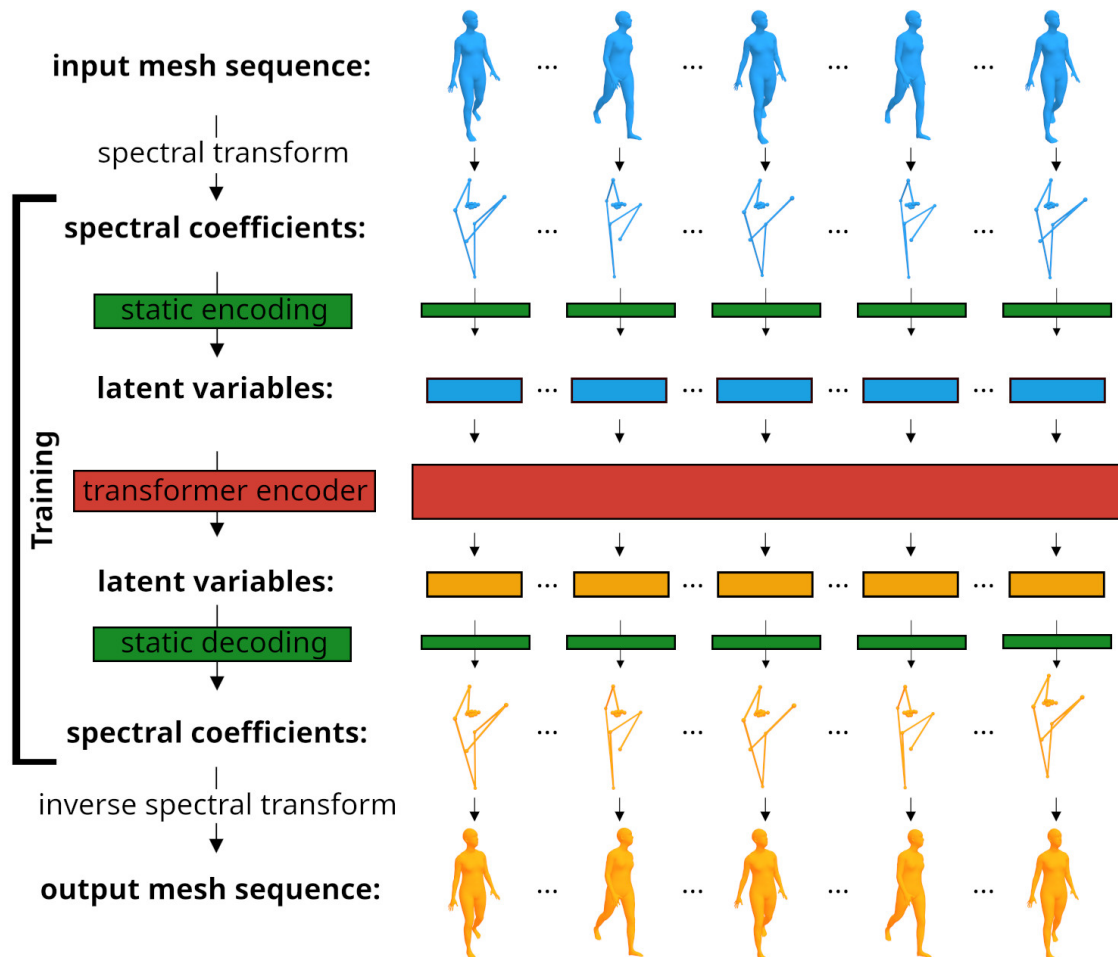 input mesh sequence:
... ... ... ...
spectral transform
spectral coefficients:
... ... ... ...
static encoding
latent variables:
... ... ... ...
Training
transformer encoder
latent variables:
... ... ... ...
static decoding
spectral coefficients:
... ... ... ...
inverse spectral transform
output mesh sequence:
... ... ... ...